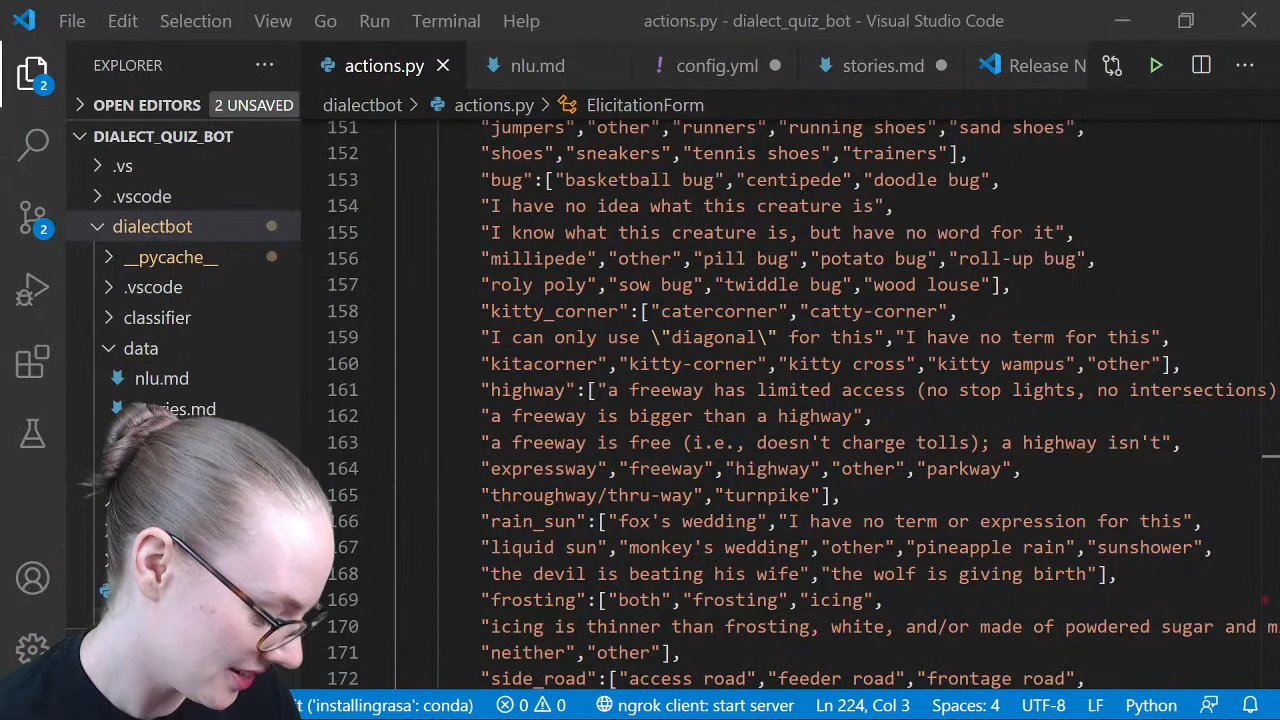 File Edit Selection View Go Run Terminal Help actions.py - dialect_quiz_bot - Visual Studio Code
EXPLORER
actions.py
nlu.md
config.yml
stories.md
Release N
OPEN EDITORS 2 UNSAVED
dialectbot > actions.py > ElicitationForm
DIALECT_QUIZ_BOT
.vs
.vscode
dialectbot
__pycache__
.vscode
classifier
data
nlu.md
ries.md
2
2
151 "jumpers","other","runners","running shoes","sand shoes",
152 "shoes","sneakers","tennis shoes","trainers"],
153 "bug":["basketball bug","centipede","doodle bug",
154 "I have no idea what this creature is",
155 "I know what this creature is, but have no word for it",
156 "millipede","other","pill bug","potato bug","roll-up bug",
157 "roly poly","sow bug","twiddle bug","wood louse"],
158 "kitty_corner":["catercorner","catty-corner",
159 "I can only use \"diagonal\" for this","I have no term for this",
160 "kitacorner","kitty-corner","kitty cross","kitty wampus","other"],
161 "highway":["a freeway has limited access (no stop lights, no intersections)
162 "a freeway is bigger than a highway",
163 "a freeway is free (i.e., doesn't charge tolls); a highway isn't",
164 "expressway","freeway","highway","other","parkway",
165 "throughway/thru-way","turnpike"],
166 "rain_sun":["fox's wedding","I have no term or expression for this",
167 "liquid sun","monkey's wedding","other","pineapple rain","sunshower",
168 "the devil is beating his wife","the wolf is giving birth"],
169 "frosting":["both","frosting","icing",
170 "icing is thinner than frosting, white, and/or made of powdered sugar and m
171 "neither","other"],
172 "side_road":["access road","feeder road","frontage road",
t ('installingrasa': conda) 0 0 ngrok client: start server Ln 224, Col 3 Spaces: 4 UTF-8 LF Python